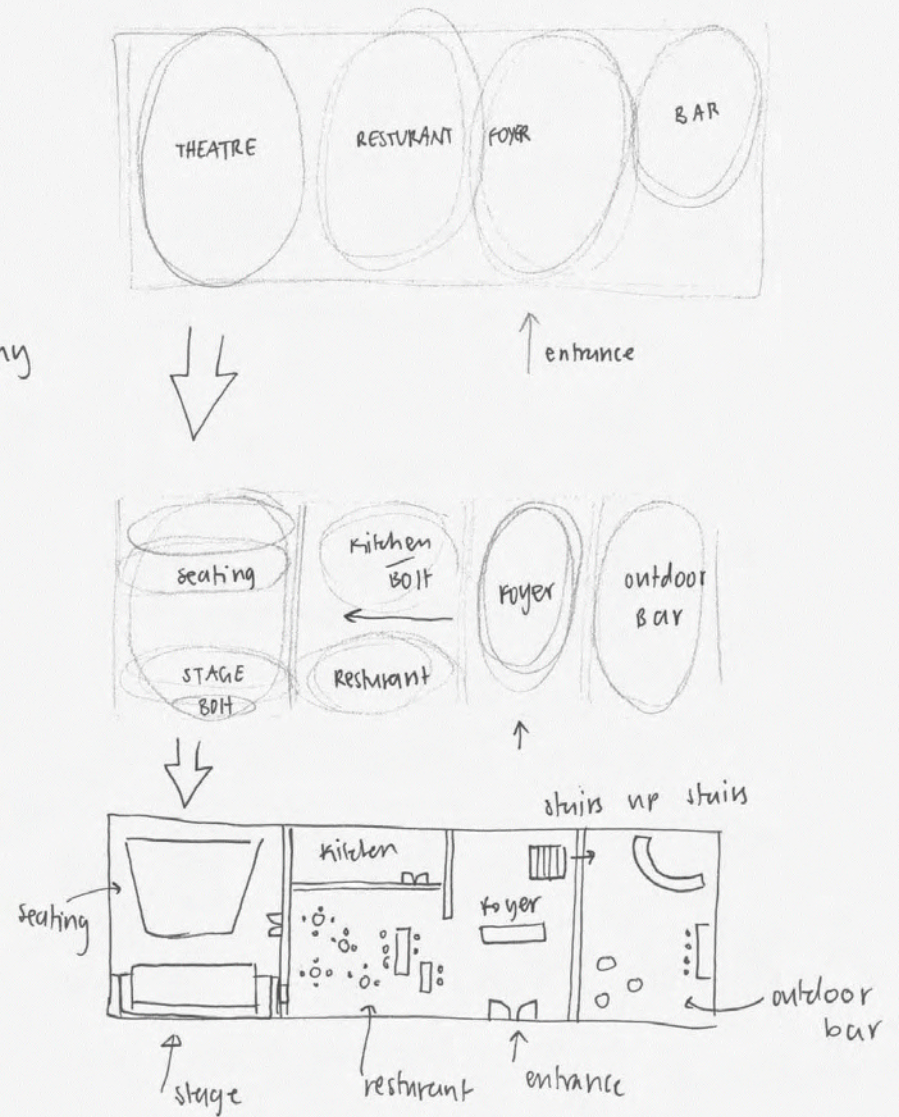 THEATRE
RESTURANT
FOYER
BAR
entrance
seating
Kitchen
BOH
Foyer
outdoor
Bar
STAGE
BOH
Resturant
stairs up stairs
Kitchen
Foyer
seating
outdoor
bar
stage
resturant
entrance